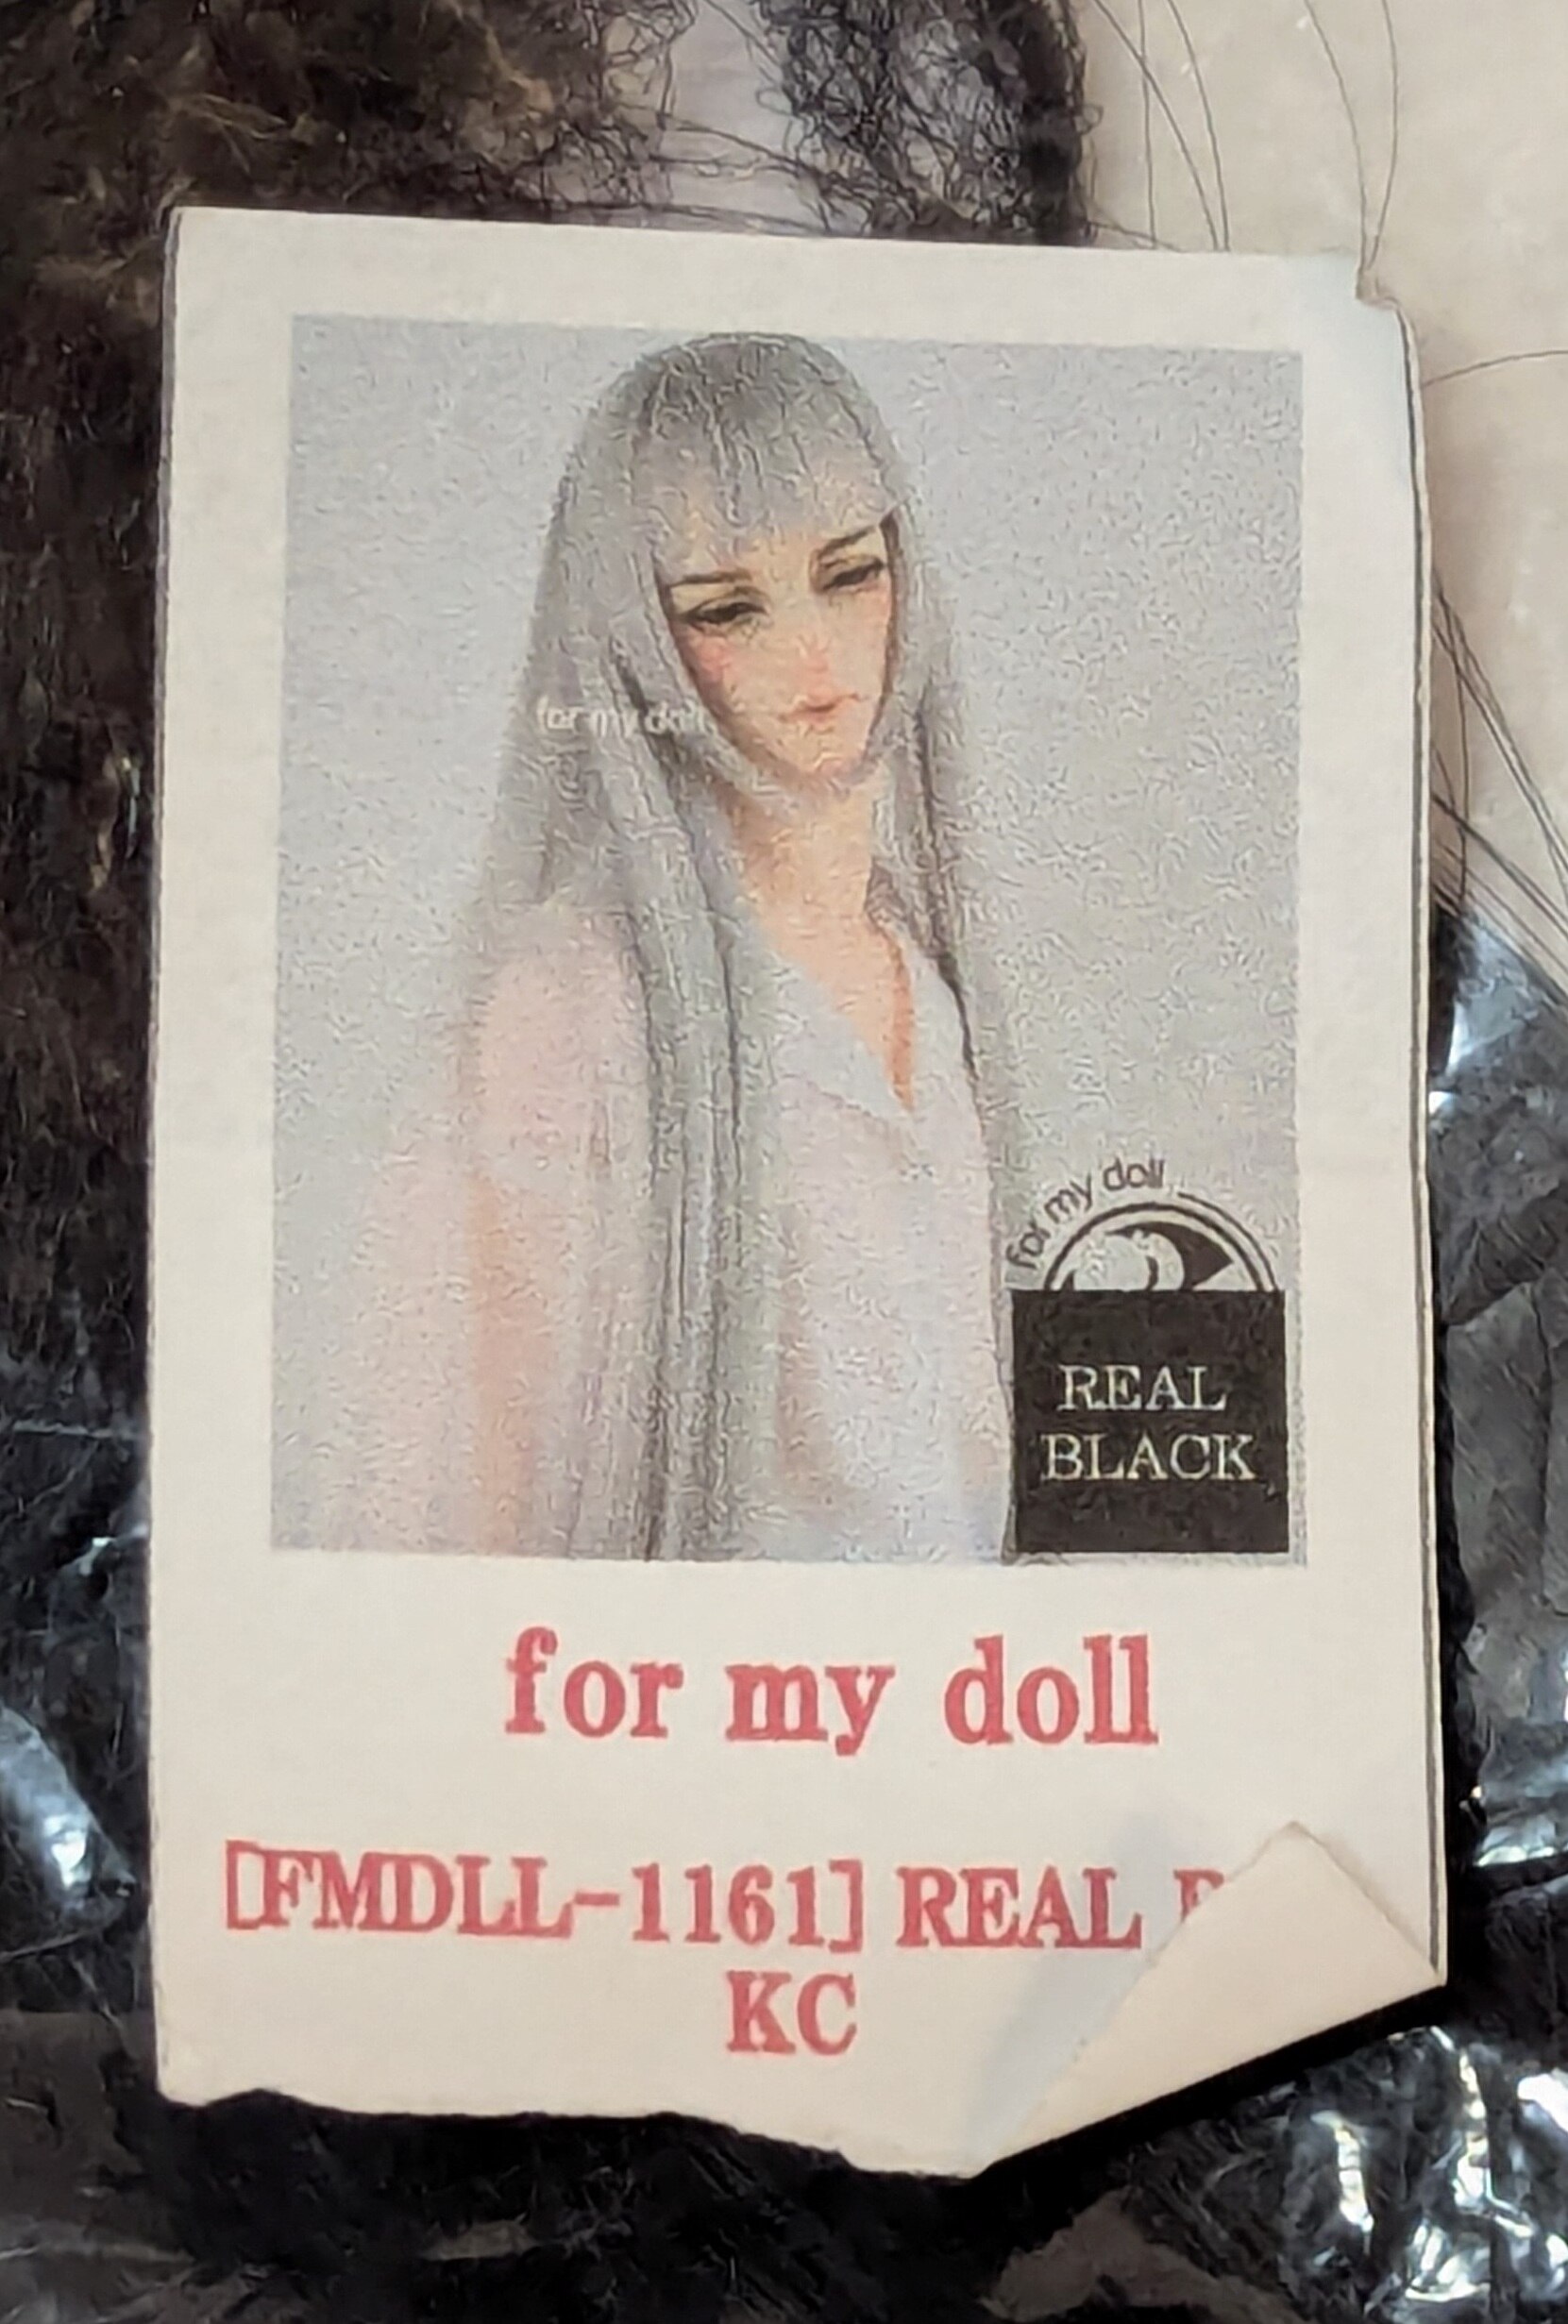 for my doll
for my doll
REAL
BLACK
for my doll
[FMDLL-1161] REAL
KC